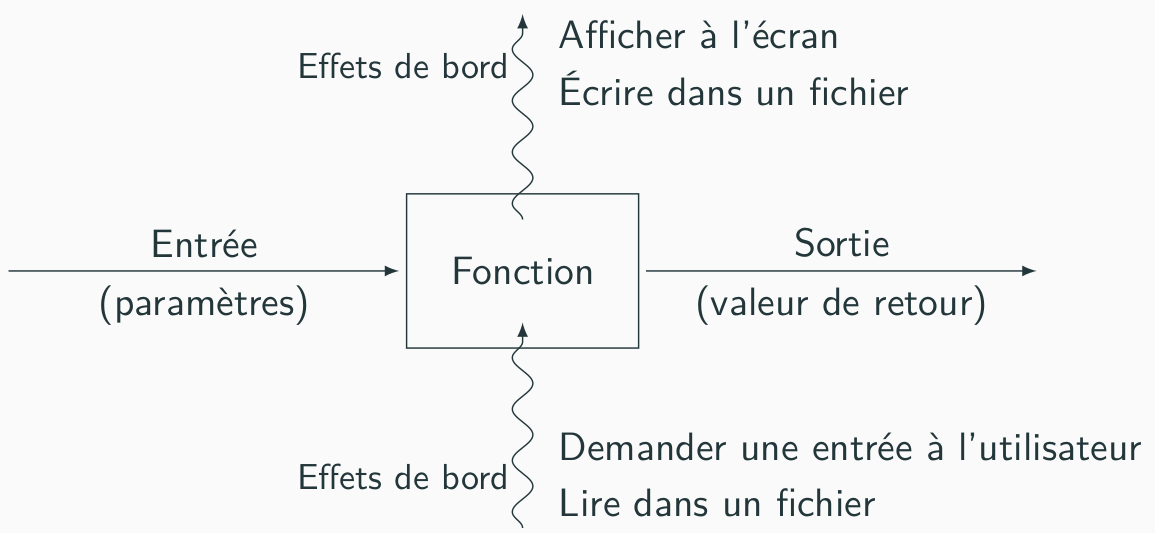 Afficher à l'écran
Effets de bord
Écrire dans un fichier
Entrée
(paramètres)
Fonction
Sortie
(valeur de retour)
Demander une entrée à l'utilisateur
Effets de bord
Lire dans un fichier